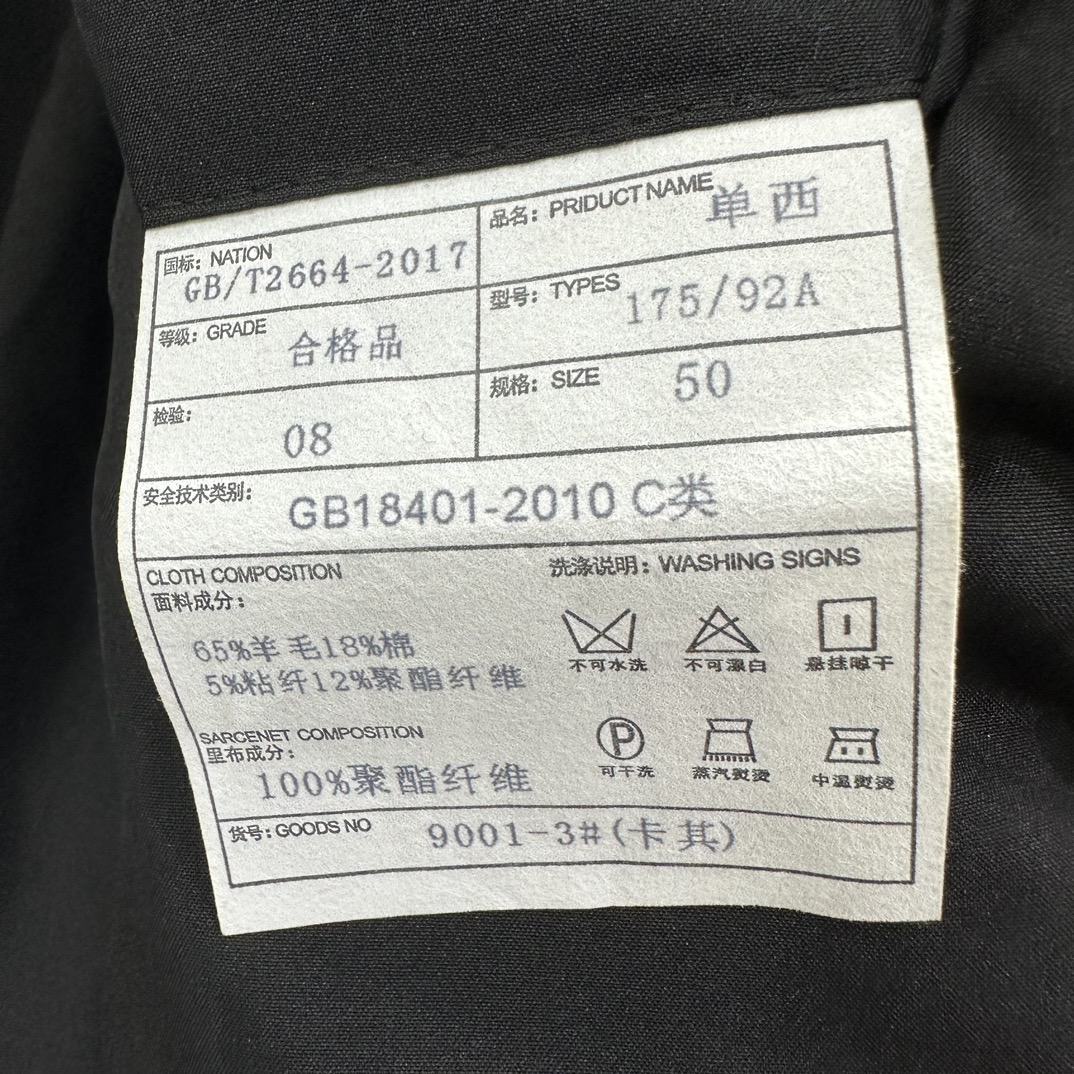 国标: NATION
GB/T2664-2017
品名: PRIDUCT NAME 单西
等级: GRADE
合格品
型号: TYPES 175/92A
检验:
08
规格: SIZE 50
安全技术类别: GB18401-2010 C类
CLOTH COMPOSITION
面料成分:
65%羊毛18%棉
5%粘纤12%聚酯纤维
SARCENET COMPOSITION
里布成分:
100%聚酯纤维
洗涤说明: WASHING SIGNS
不可水洗 不可漂白 悬挂晾干
P
可干洗 蒸汽熨烫 中温熨烫
货号: GOODS NO 9001-3#(卡其)